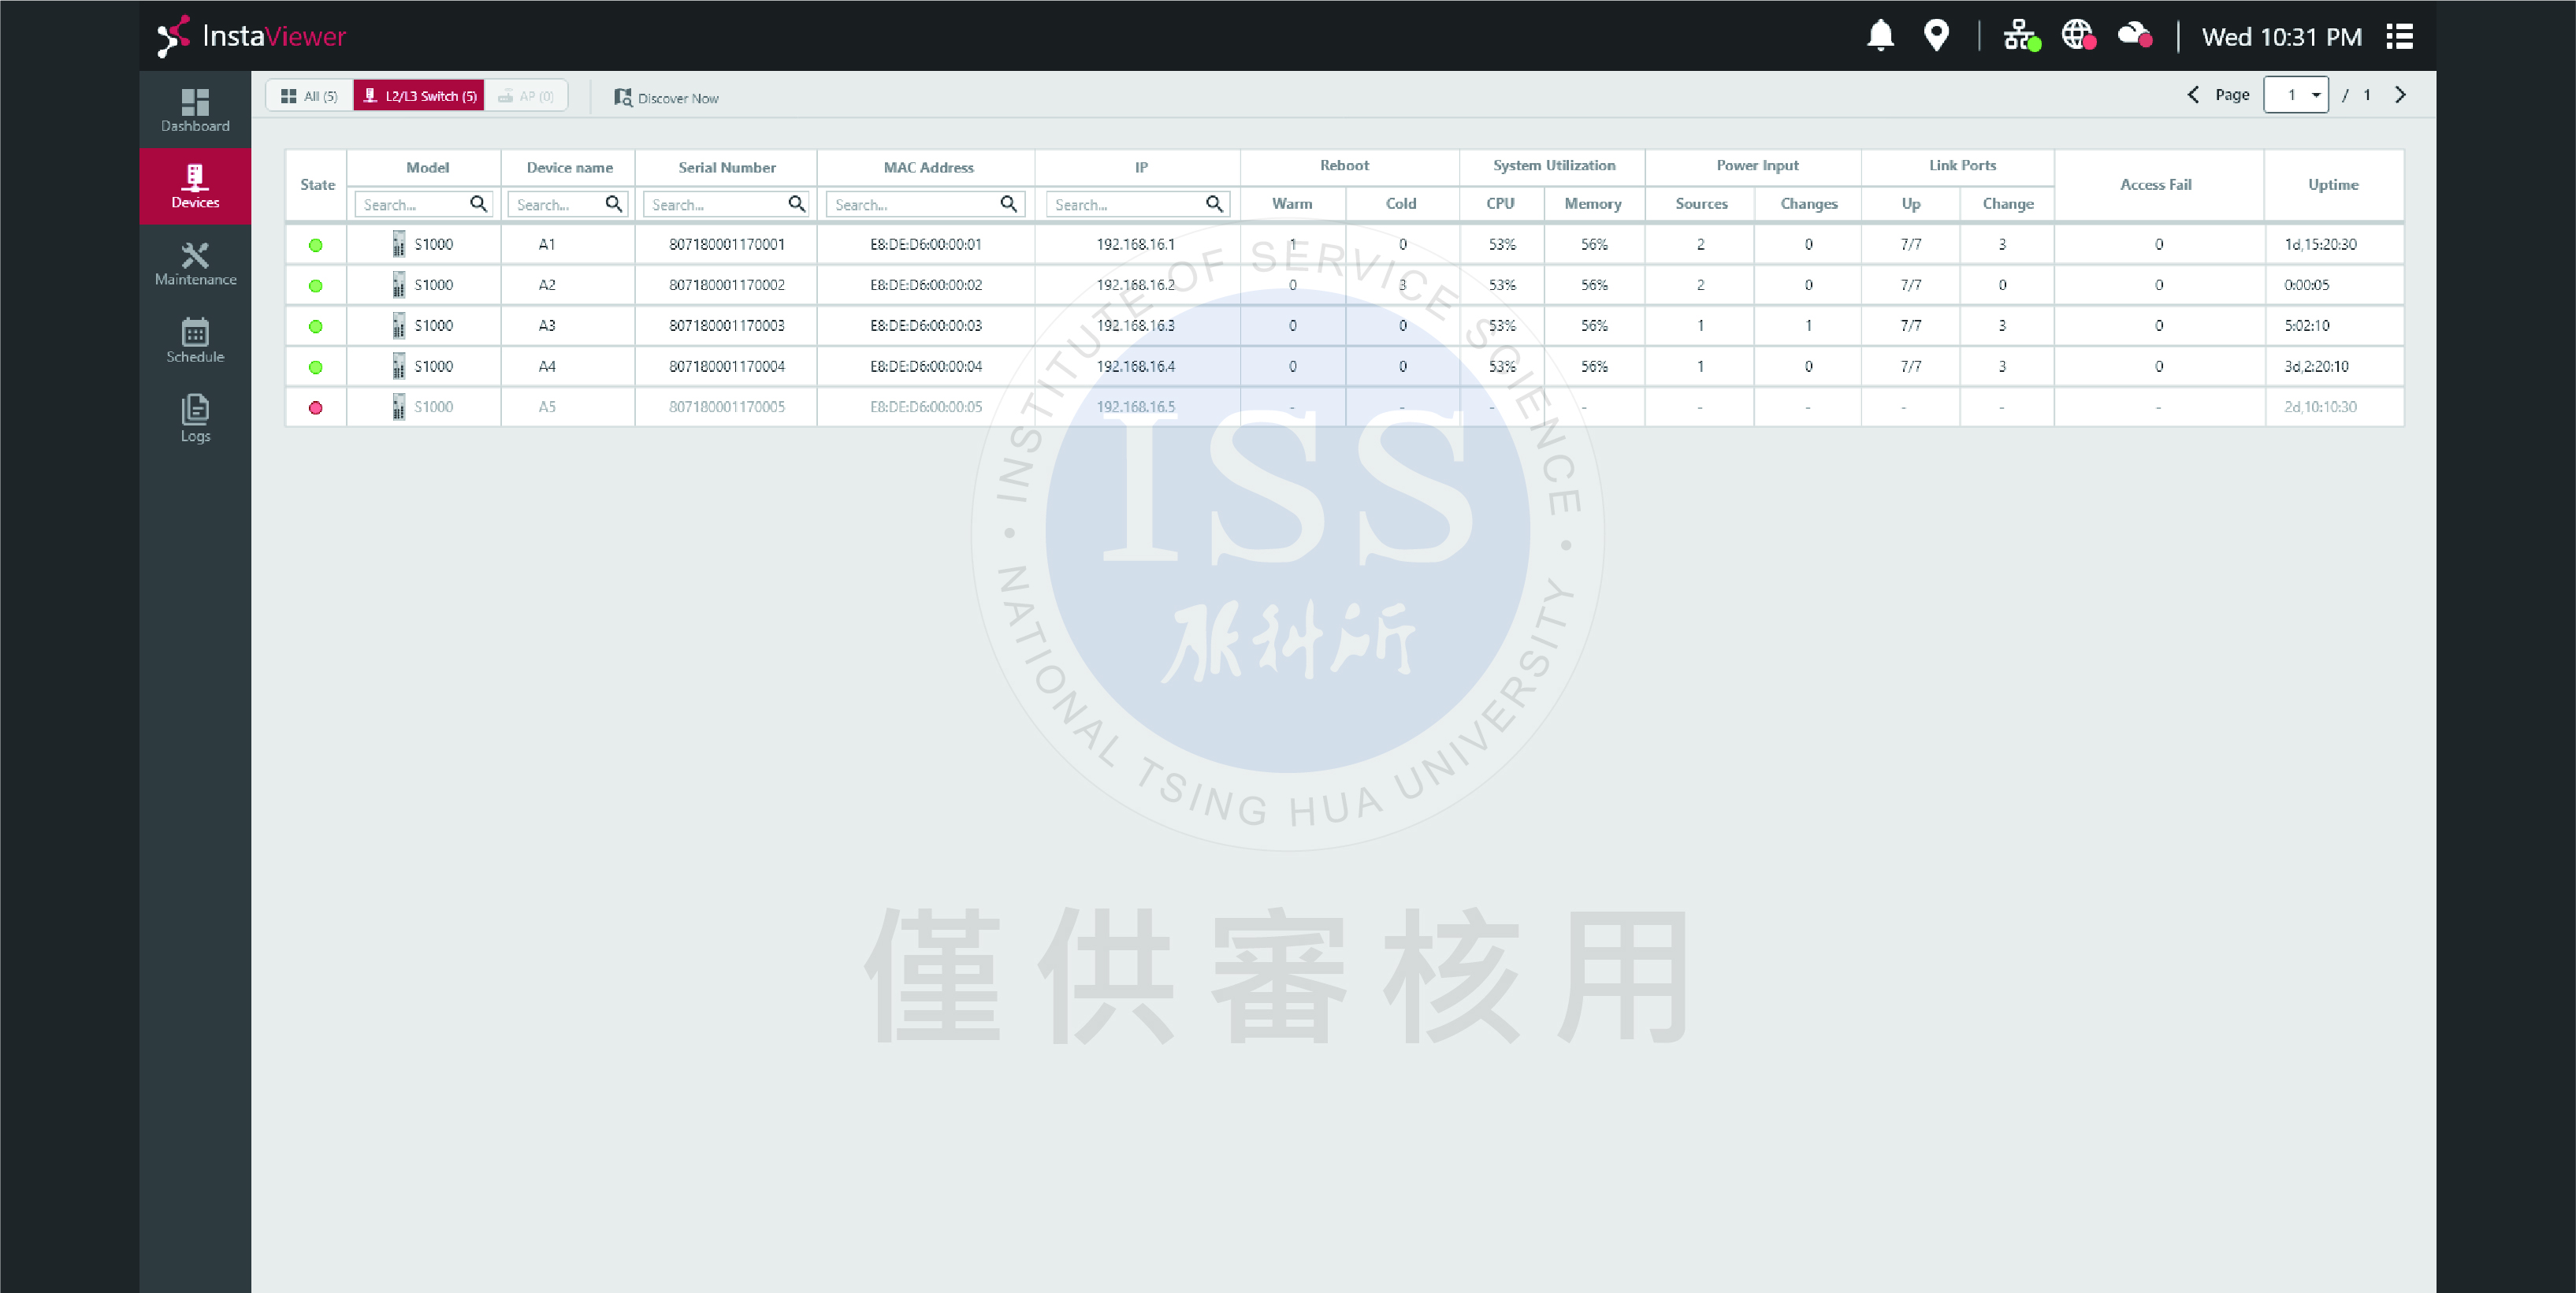 InstaViewer
Wed 10:31 PM
Dashboard
Devices
Maintenance
Schedule
Logs
All (5) L2/L3 Switch (5) AP (0) Discover Now
Page 1 / 1
State Model Device name Serial Number MAC Address IP Reboot System Utilization Power Input Link Ports Access Fail Uptime
Search... Search... Search... Search... Search... Warm Cold CPU Memory Sources Changes Up Change
S1000 A1 807180001170001 E8:DE:D6:00:00:01 192.168.16.1 1 0 53% 56% 2 0 7/7 3 0 1d,15:20:30
S1000 A2 807180001170002 E8:DE:D6:00:00:02 192.168.16.2 0 3 53% 56% 2 0 7/7 0 0 0:00:05
S1000 A3 807180001170003 E8:DE:D6:00:00:03 192.168.16.3 0 0 53% 56% 1 1 7/7 3 0 5:02:10
S1000 A4 807180001170004 E8:DE:D6:00:00:04 192.168.16.4 0 0 53% 56% 1 0 7/7 3 0 3d,2:20:10
S1000 A5 807180001170005 E8:DE:D6:00:00:05 192.168.16.5 - - - - - - - - - 2d,10:10:30
INSTITUTE OF SERVICE SCIENCE
ISS
服科所
NATIONAL TSING HUA UNIVERSITY
僅供審核用